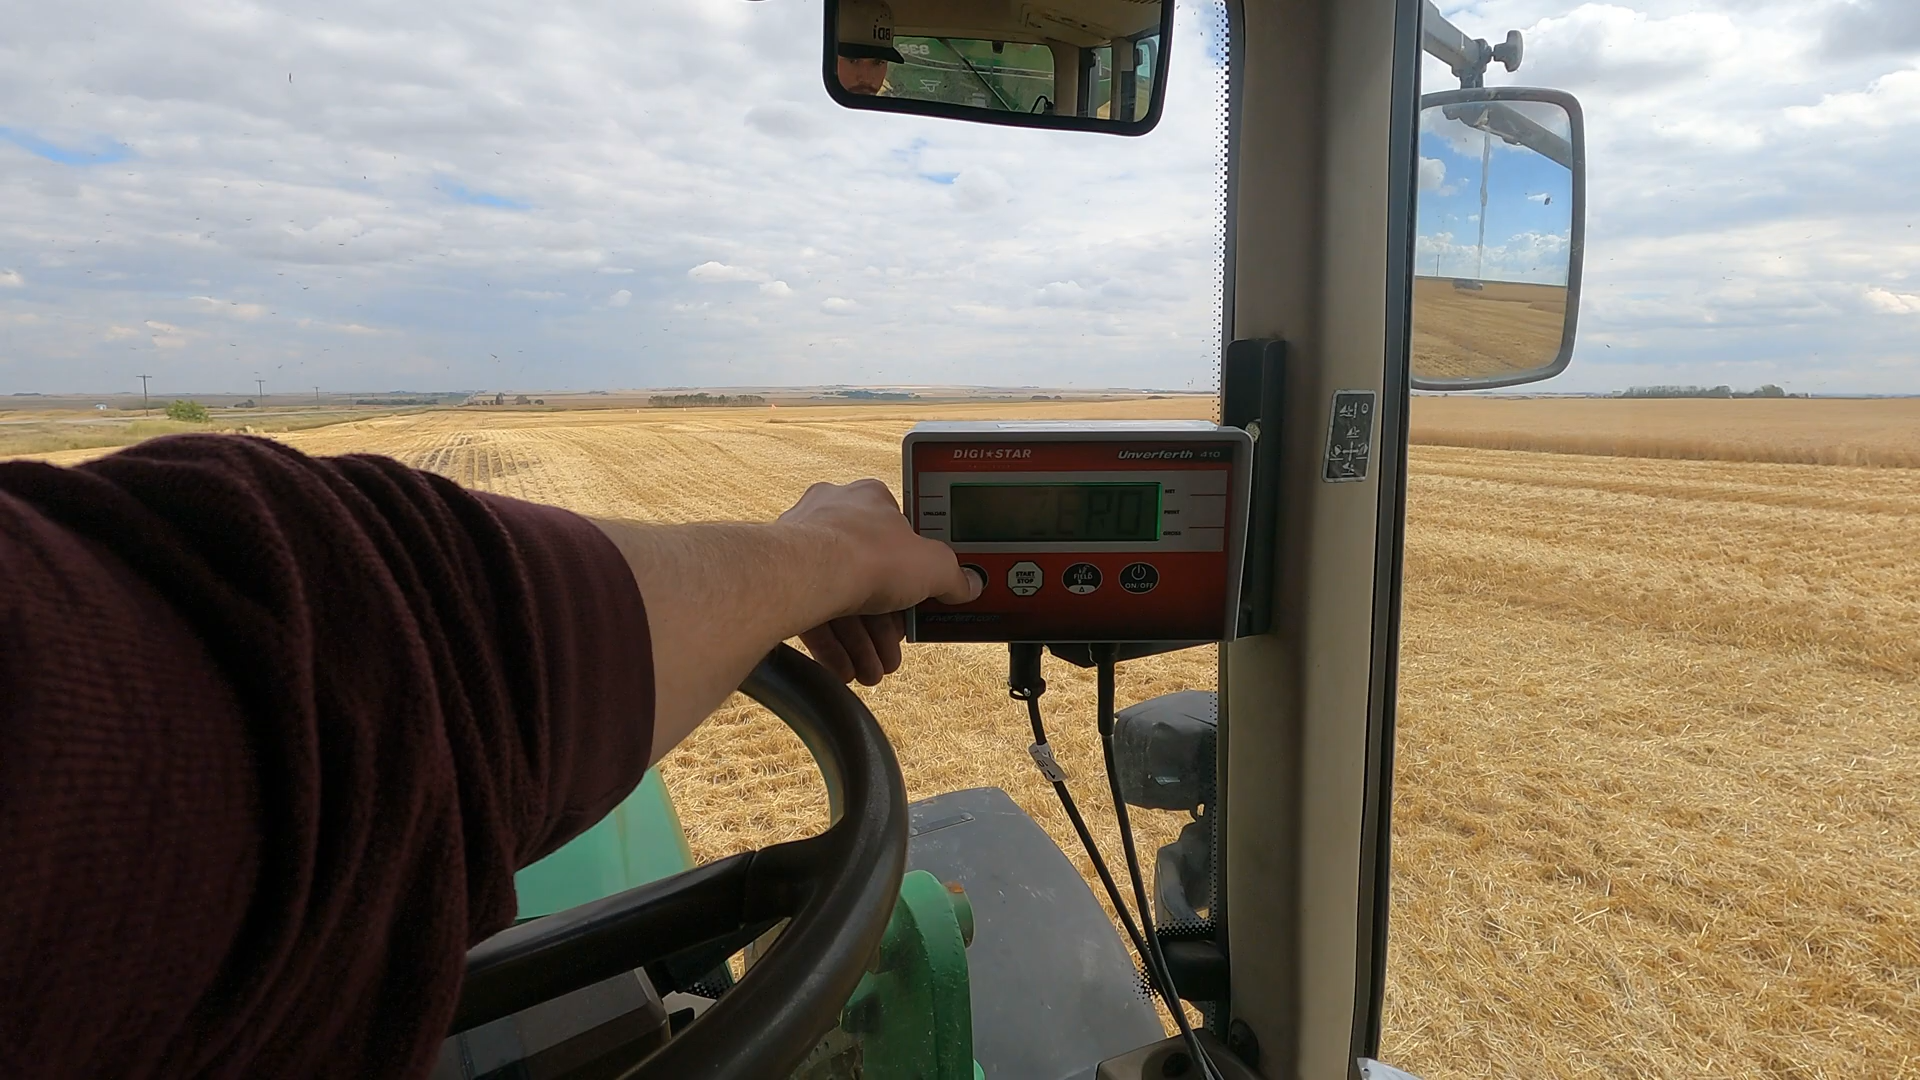 DIGI★STAR
Unverferth 410
ZERO
NET
UNLOAD
PRINT
GROSS
START
STOP
FIELD
ON/OFF